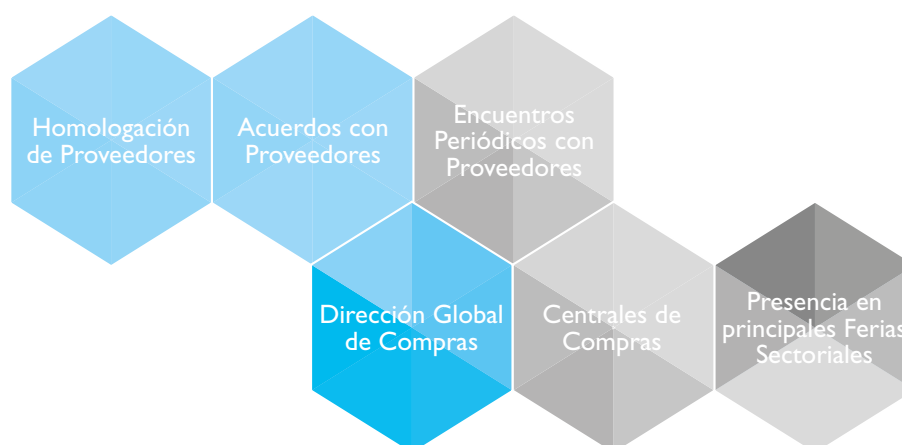 Homologación
de Proveedores
Acuerdos con
Proveedores
Encuentros
Periódicos con
Proveedores
Dirección Global
de Compras
Centrales de
Compras
Presencia en
principales Ferias
Sectoriales